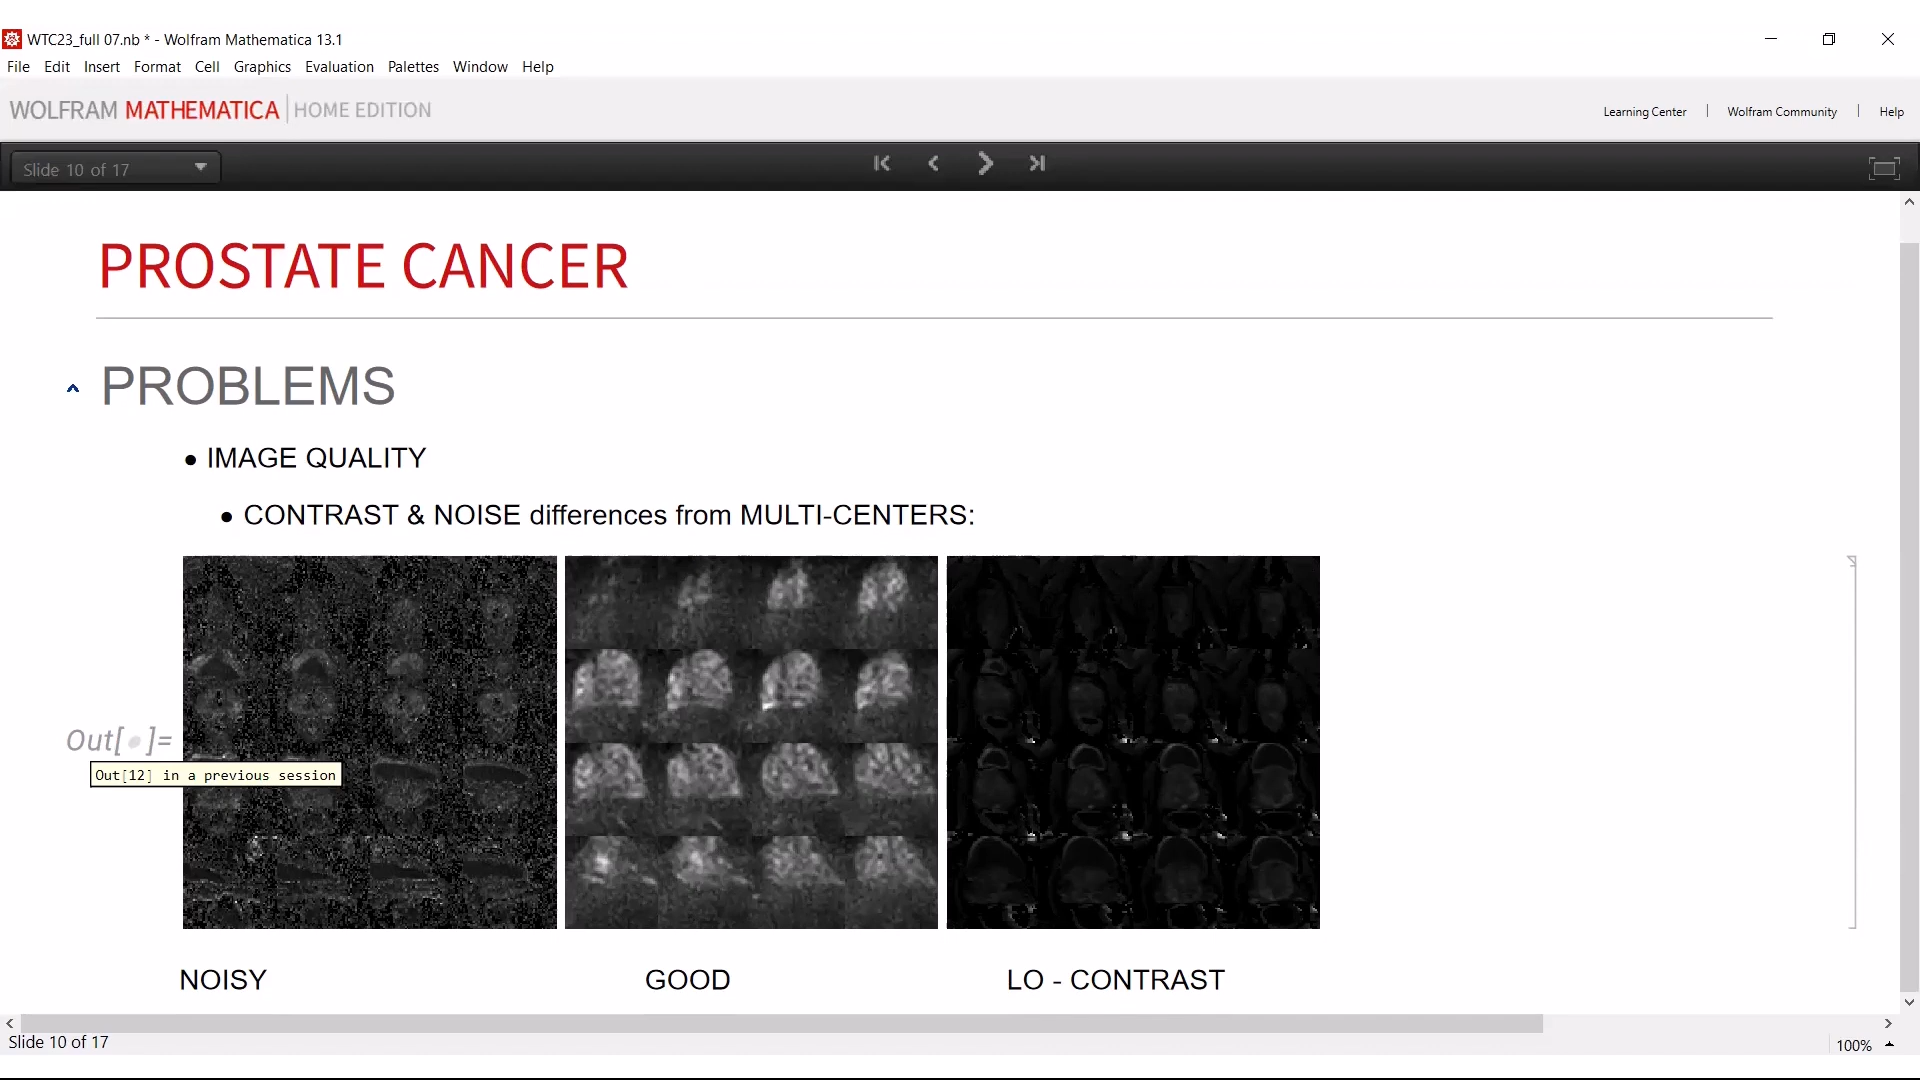 WTC23_full 07.nb * - Wolfram Mathematica 13.1
File Edit Insert Format Cell Graphics Evaluation Palettes Window Help
WOLFRAM MATHEMATICA | HOME EDITION
Learning Center | Wolfram Community | Help
Slide 10 of 17
PROSTATE CANCER
PROBLEMS
• IMAGE QUALITY
• CONTRAST & NOISE differences from MULTI-CENTERS:
Out[•]=
Out[12] in a previous session
NOISY GOOD LO - CONTRAST
Slide 10 of 17
100%